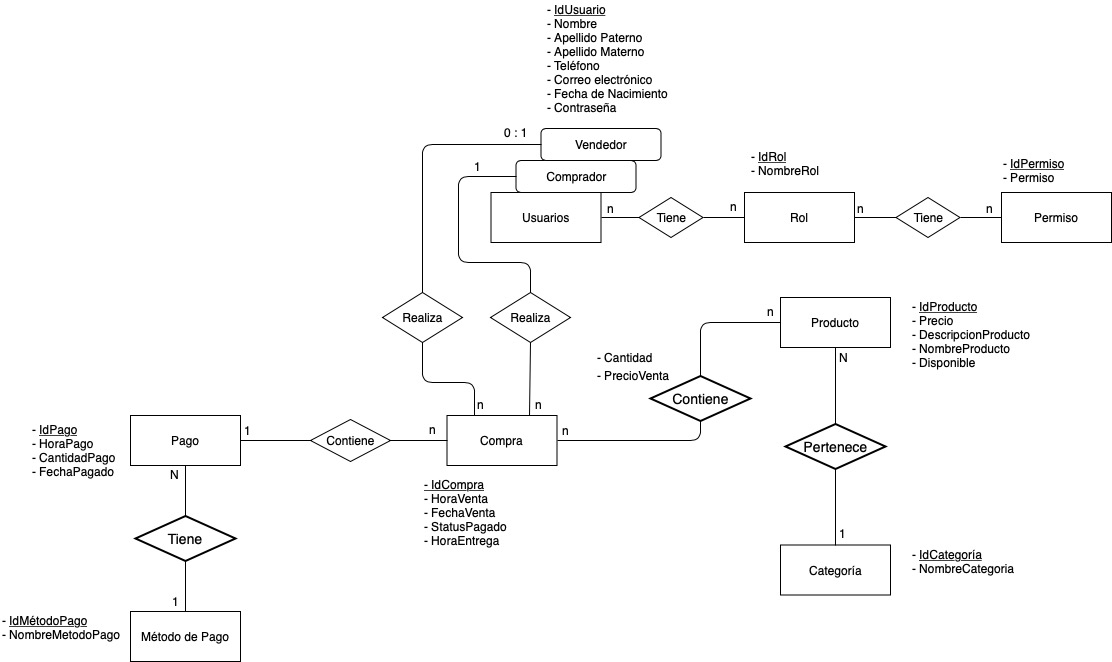 - IdUsuario
- Nombre
- Apellido Paterno
- Apellido Materno
- Teléfono
- Correo electrónico
- Fecha de Nacimiento
- Contraseña
0 : 1
Vendedor
1
Comprador
Usuarios
n
Tiene
n
- IdRol
- NombreRol
Rol
n
Tiene
n
- IdPermiso
- Permiso
Permiso
Realiza
Realiza
n
n
n
Producto
- IdProducto
- Precio
- DescripcionProducto
- NombreProducto
- Disponible
- Cantidad
- PrecioVenta
Contiene
N
Pertenece
1
Categoría
- IdCategoría
- NombreCategoria
- IdPago
- HoraPago
- CantidadPago
- FechaPagado
Pago
1
Contiene
n
Compra
n
- IdCompra
- HoraVenta
- FechaVenta
- StatusPagado
- HoraEntrega
N
Tiene
1
- IdMétodoPago
- NombreMetodoPago
Método de Pago